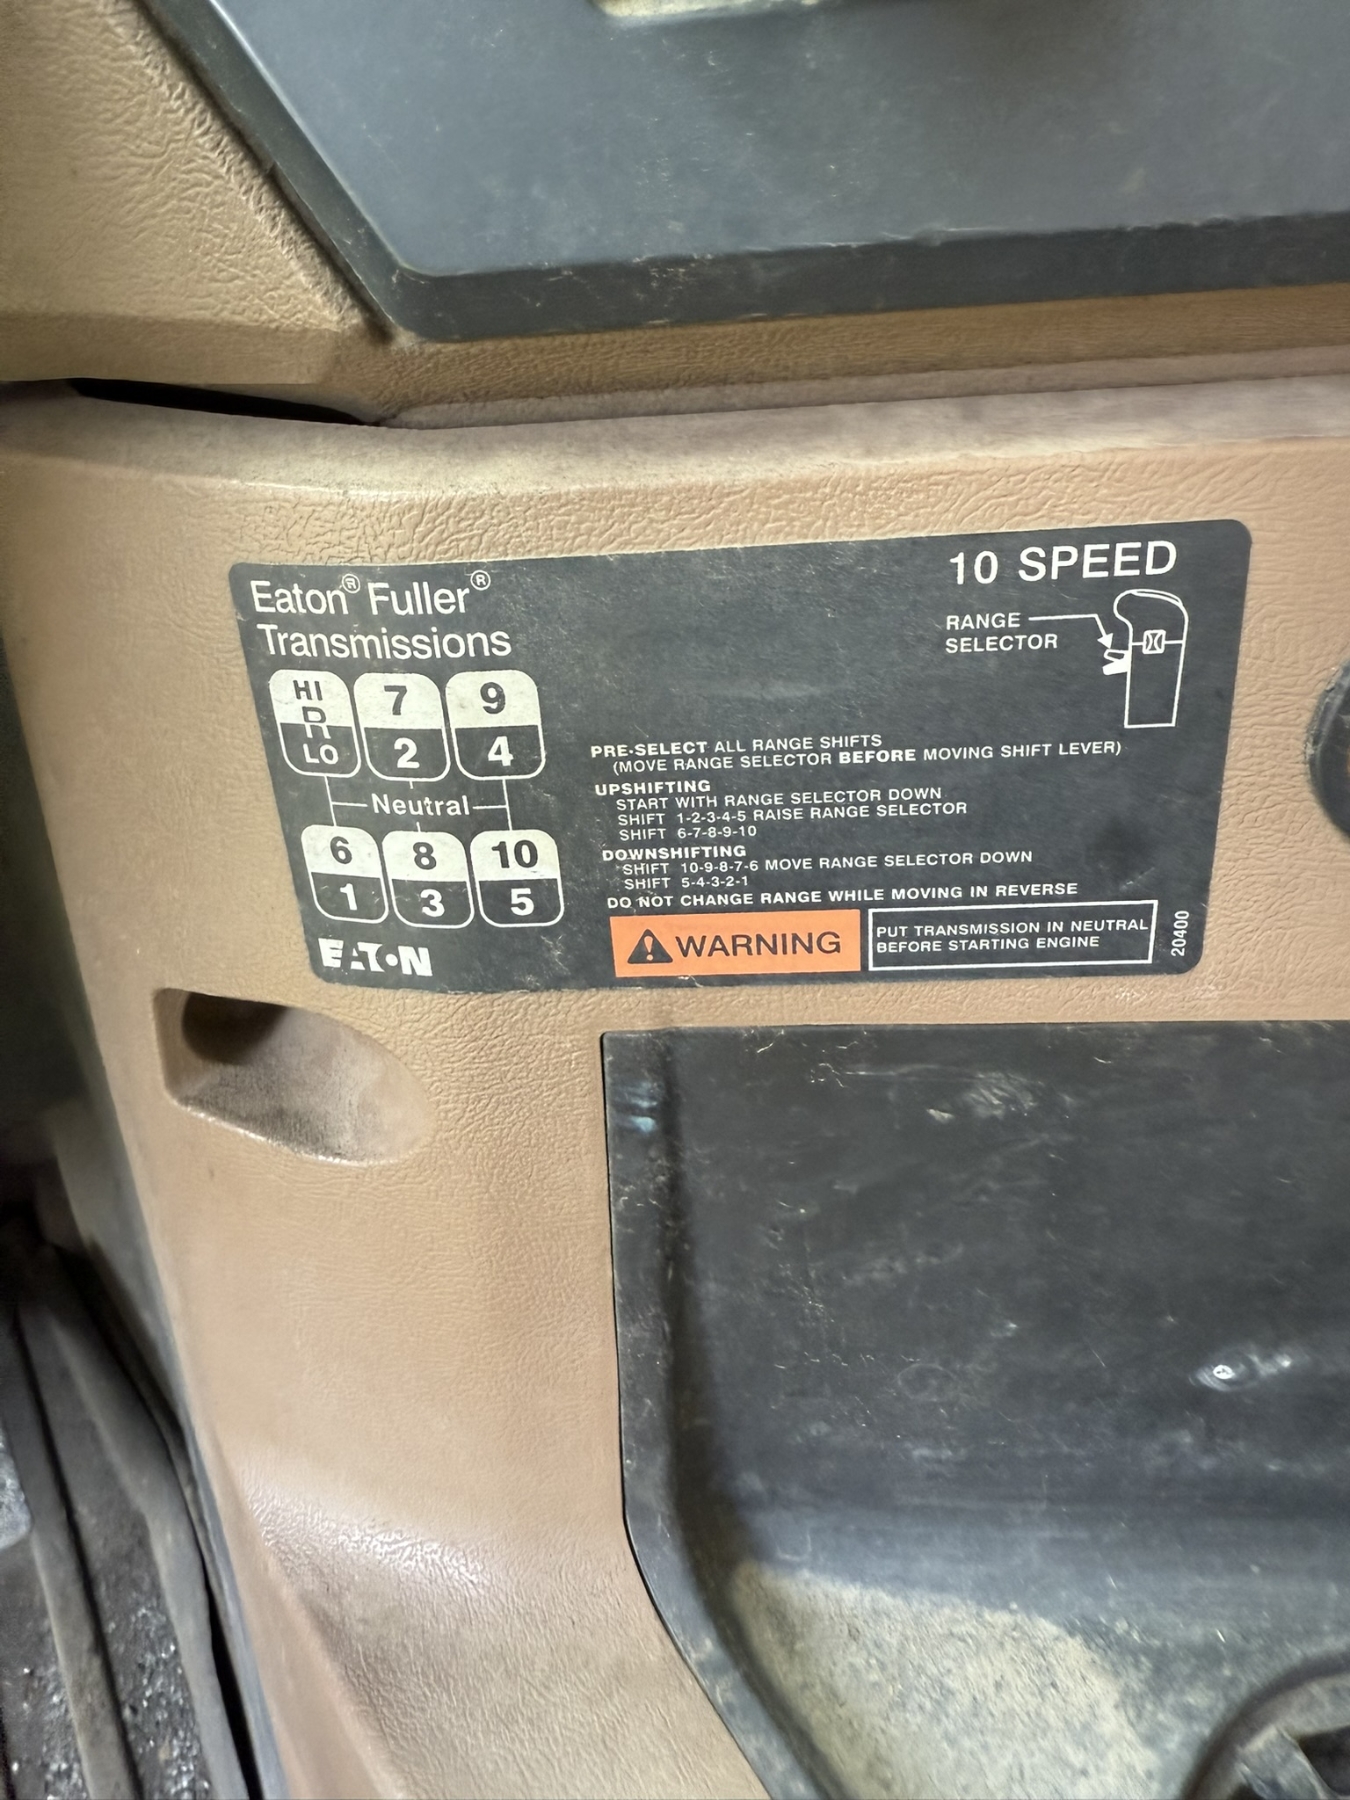 Eaton® Fuller®
Transmissions
10 SPEED
RANGE
SELECTOR
HI
R
LO
7
2
9
4
Neutral
6
1
8
3
10
5
EATON
PRE-SELECT ALL RANGE SHIFTS
(MOVE RANGE SELECTOR BEFORE MOVING SHIFT LEVER)
UPSHIFTING
START WITH RANGE SELECTOR DOWN
SHIFT 1-2-3-4-5 RAISE RANGE SELECTOR
SHIFT 6-7-8-9-10
DOWNSHIFTING
SHIFT 10-9-8-7-6 MOVE RANGE SELECTOR DOWN
SHIFT 5-4-3-2-1
DO NOT CHANGE RANGE WHILE MOVING IN REVERSE
WARNING
PUT TRANSMISSION IN NEUTRAL
BEFORE STARTING ENGINE
20400